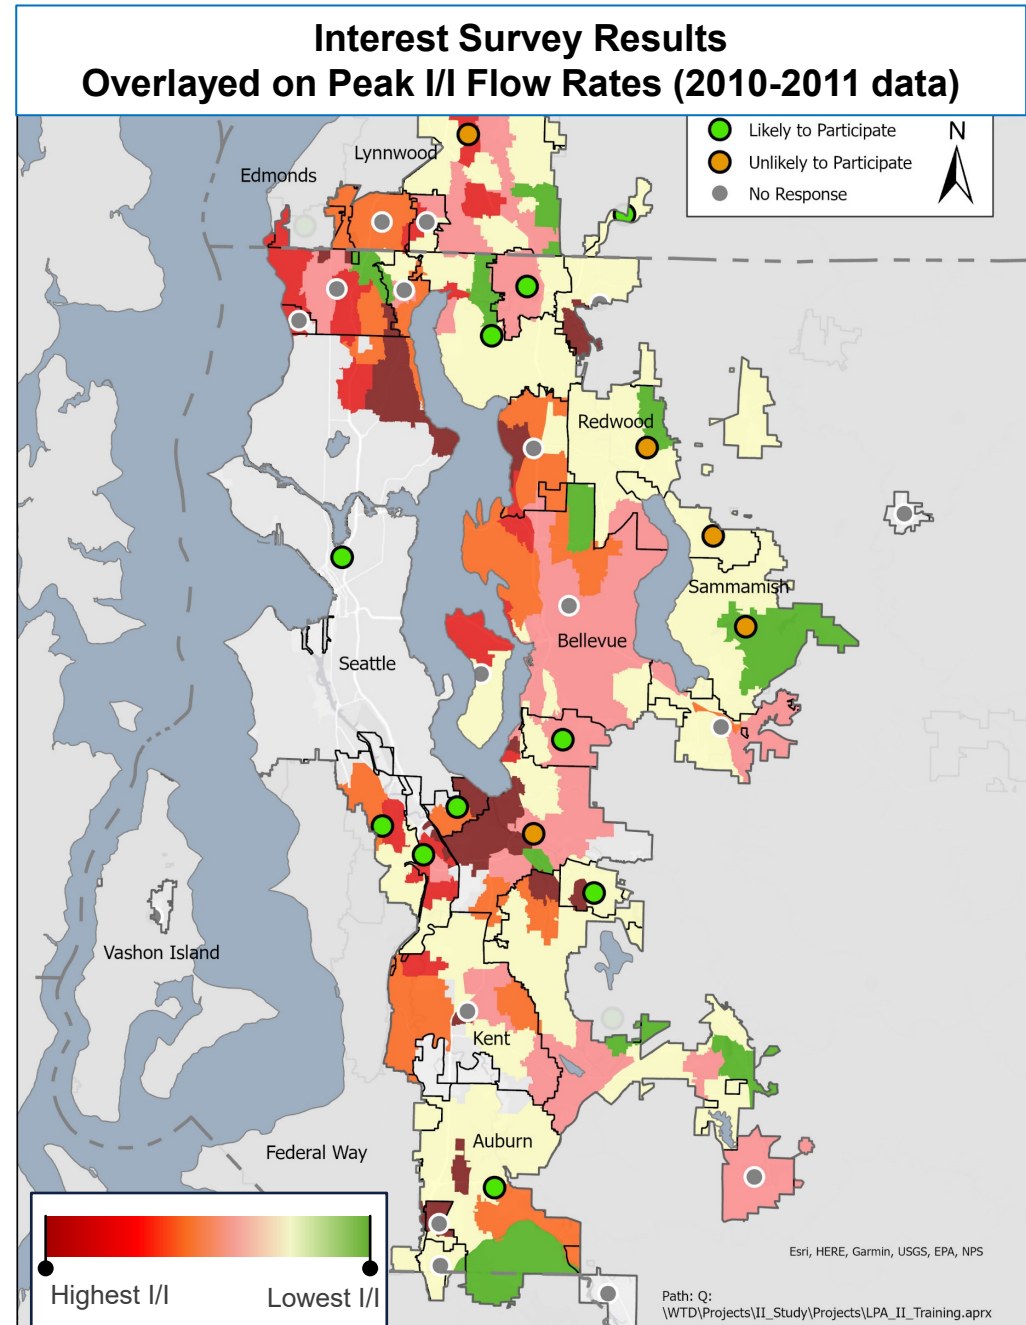 Interest Survey Results
Overlayed on Peak I/I Flow Rates (2010-2011 data)
Likely to Participate
Unlikely to Participate
No Response
N
Lynnwood
Edmonds
Redwood
Sammamish
Bellevue
Seattle
Vashon Island
Kent
Auburn
Federal Way
Highest I/I
Lowest I/I
Esri, HERE, Garmin, USGS, EPA, NPS
Path: Q:
\WTD\Projects\II_Study\Projects\LPA_II_Training.aprx